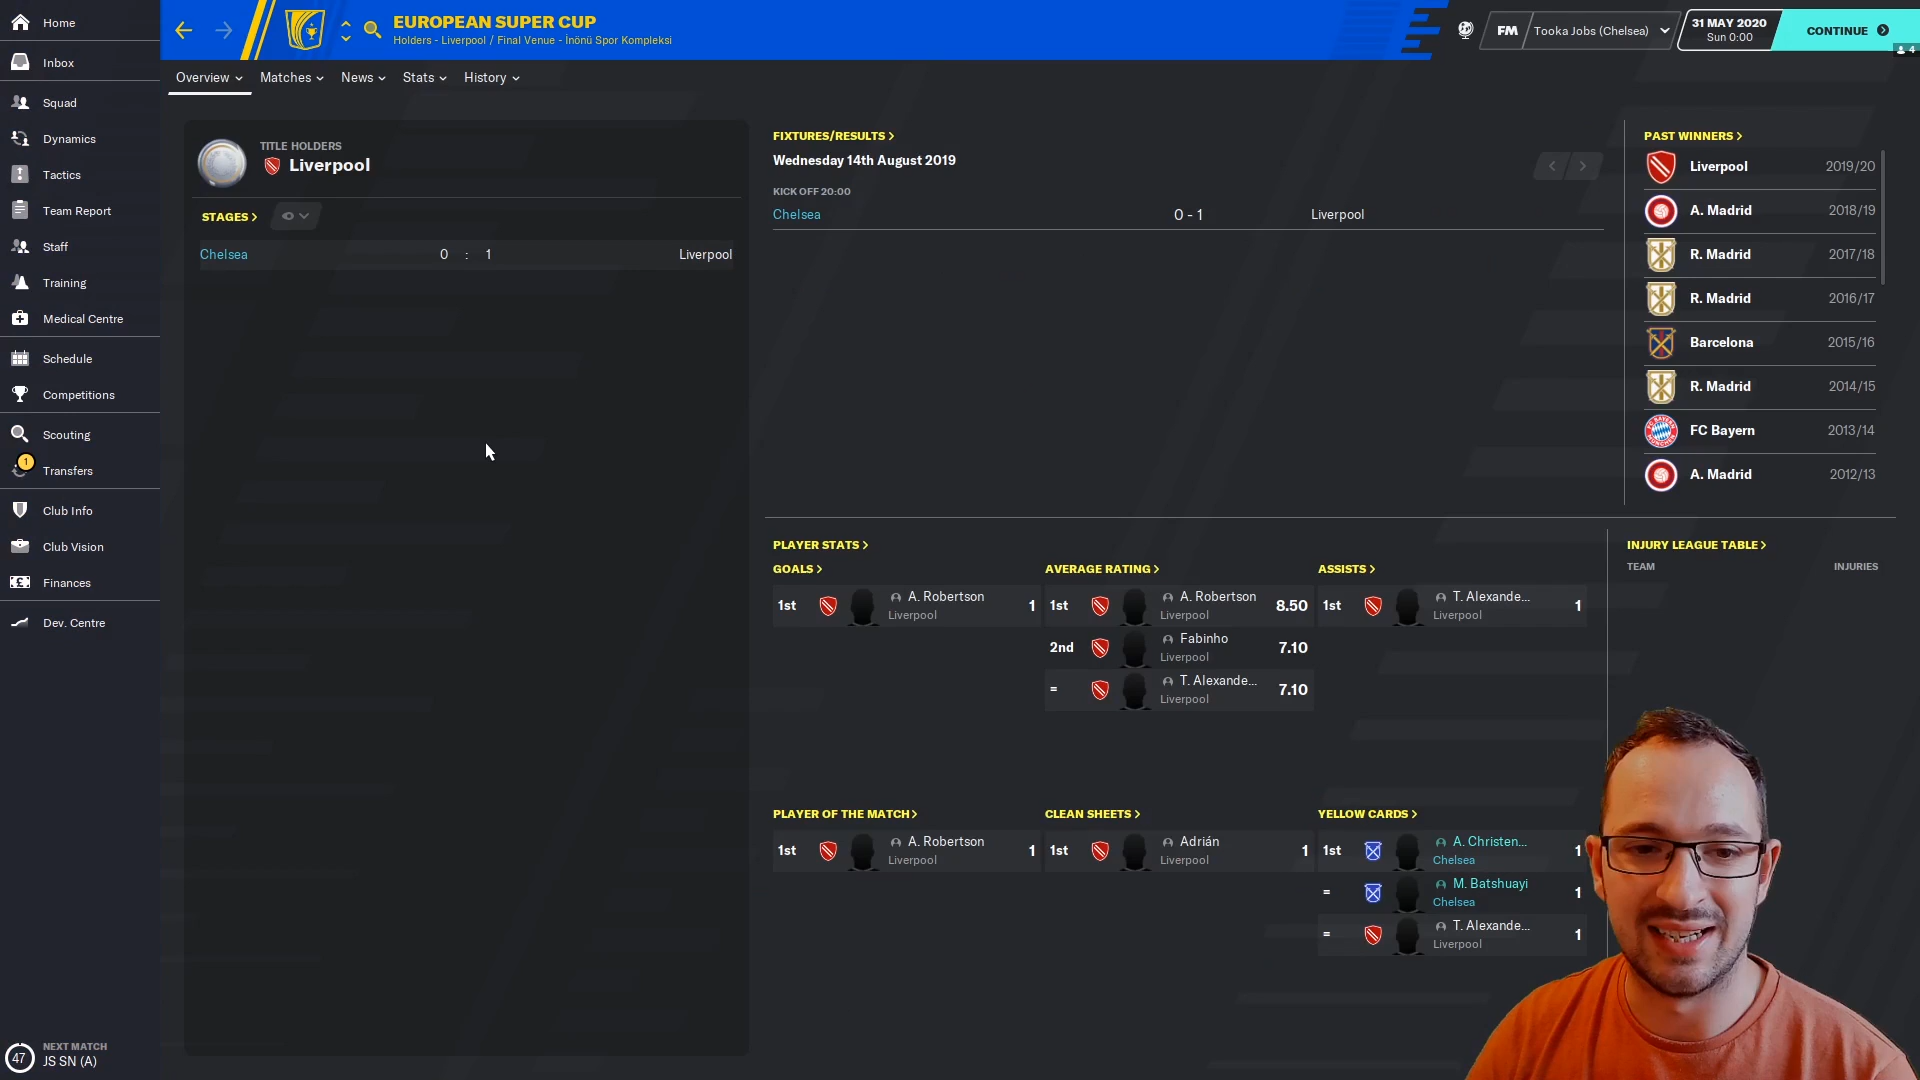 Home
Inbox
Squad
Dynamics
Tactics
Team Report
Staff
Training
Medical Centre
Schedule
Competitions
Scouting
1
Transfers
Club Info
Club Vision
Finances
Dev. Centre
47
NEXT MATCH
JS SN (A)
EUROPEAN SUPER CUP
Holders - Liverpool / Final Venue - İnönü Spor Kompleksi
FM
Tooka Jobs (Chelsea)
31 MAY 2020
Sun 0:00
CONTINUE
4
Overview
Matches
News
Stats
History
TITLE HOLDERS
Liverpool
STAGES >
Chelsea 0 : 1 Liverpool
FIXTURES/RESULTS >
Wednesday 14th August 2019
KICK OFF 20:00
Chelsea 0 - 1 Liverpool
PAST WINNERS >
Liverpool 2019/20
A. Madrid 2018/19
R. Madrid 2017/18
R. Madrid 2016/17
Barcelona 2015/16
R. Madrid 2014/15
FC Bayern 2013/14
A. Madrid 2012/13
PLAYER STATS >
GOALS >
1st A. Robertson 1
Liverpool
AVERAGE RATING >
1st A. Robertson 8.50
Liverpool
2nd Fabinho 7.10
Liverpool
= T. Alexande... 7.10
Liverpool
ASSISTS >
1st T. Alexande... 1
Liverpool
INJURY LEAGUE TABLE >
TEAM INJURIES
PLAYER OF THE MATCH >
1st A. Robertson 1
Liverpool
CLEAN SHEETS >
1st Adrián 1
Liverpool
YELLOW CARDS >
1st A. Christen... 1
Chelsea
= M. Batshuayi 1
Chelsea
= T. Alexande... 1
Liverpool